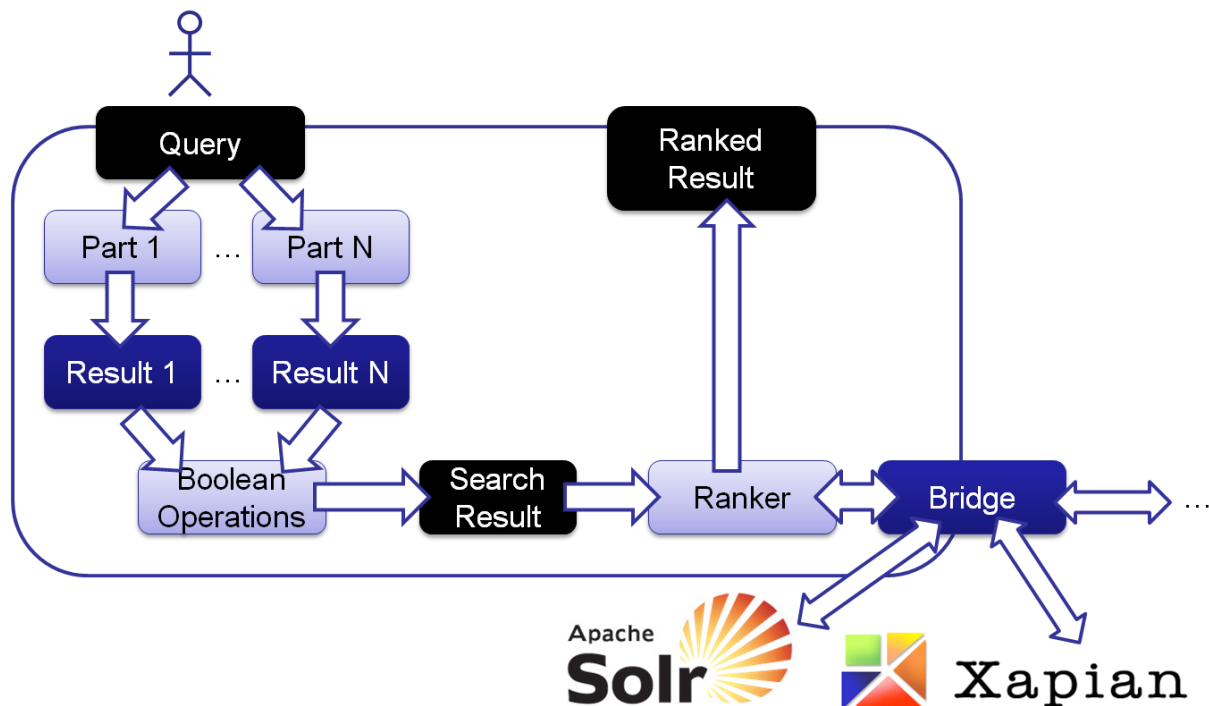 Query
Ranked
Result
Part 1
...
Part N
Result 1
...
Result N
Boolean
Operations
Search
Result
Ranker
Bridge
...
Apache
Solr
Xapian